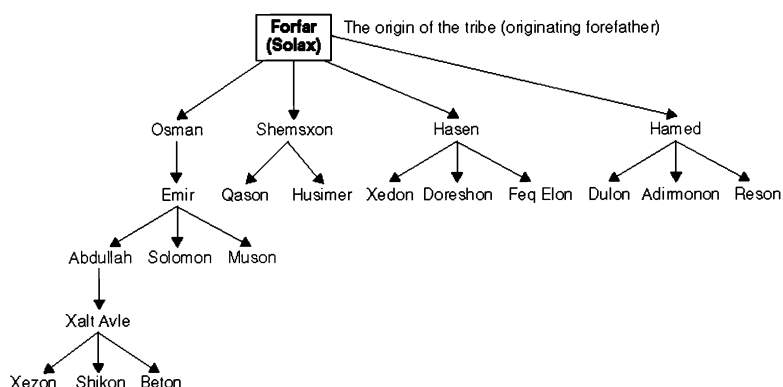 Forfar
(Solax)
The origin of the tribe (originating forefather)
Osman Shemsxon Hasen Hamed
Emir Qason Husimer Xedon Doreshon Feq Elon Dulon Adirmonon Reson
Abdullah Solomon Muson
Xalt Avle
Xezon Shikon Beton